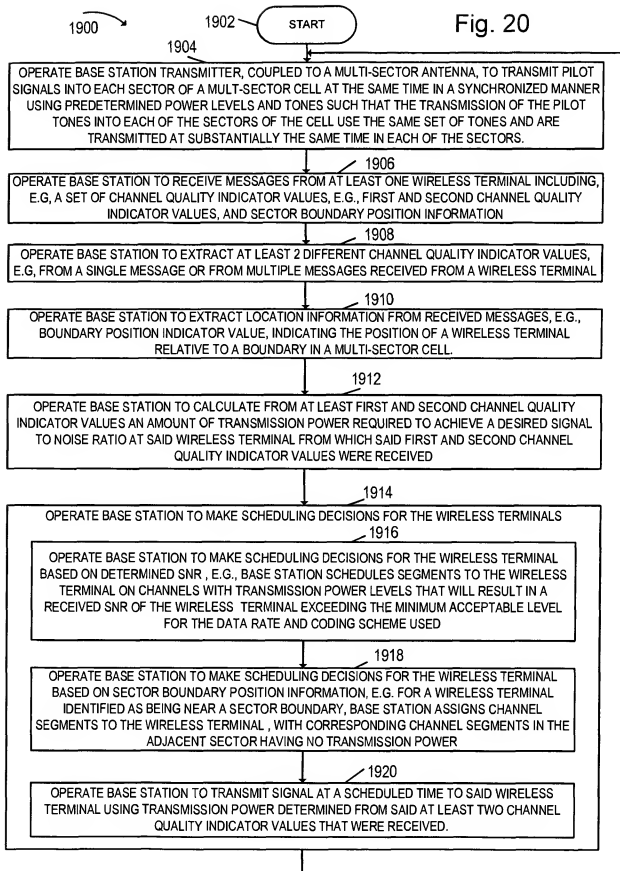 1900
1902
START
Fig. 20
1904
OPERATE BASE STATION TRANSMITTER, COUPLED TO A MULTI-SECTOR ANTENNA, TO TRANSMIT PILOT
SIGNALS INTO EACH SECTOR OF A MULT-SECTOR CELL AT THE SAME TIME IN A SYNCHRONIZED MANNER
USING PREDETERMINED POWER LEVELS AND TONES SUCH THAT THE TRANSMISSION OF THE PILOT
TONES INTO EACH OF THE SECTORS OF THE CELL USE THE SAME SET OF TONES AND ARE
TRANSMITTED AT SUBSTANTIALLY THE SAME TIME IN EACH OF THE SECTORS.
1906
OPERATE BASE STATION TO RECEIVE MESSAGES FROM AT LEAST ONE WIRELESS TERMINAL INCLUDING,
E.G, A SET OF CHANNEL QUALITY INDICATOR VALUES, E.G., FIRST AND SECOND CHANNEL QUALITY
INDICATOR VALUES, AND SECTOR BOUNDARY POSITION INFORMATION
1908
OPERATE BASE STATION TO EXTRACT AT LEAST 2 DIFFERENT CHANNEL QUALITY INDICATOR VALUES,
E.G, FROM A SINGLE MESSAGE OR FROM MULTIPLE MESSAGES RECEIVED FROM A WIRELESS TERMINAL
1910
OPERATE BASE STATION TO EXTRACT LOCATION INFORMATION FROM RECEIVED MESSAGES, E.G.,
BOUNDARY POSITION INDICATOR VALUE, INDICATING THE POSITION OF A WIRELESS TERMINAL
RELATIVE TO A BOUNDARY IN A MULTI-SECTOR CELL.
1912
OPERATE BASE STATION TO CALCULATE FROM AT LEAST FIRST AND SECOND CHANNEL QUALITY
INDICATOR VALUES AN AMOUNT OF TRANSMISSION POWER REQUIRED TO ACHIEVE A DESIRED SIGNAL
TO NOISE RATIO AT SAID WIRELESS TERMINAL FROM WHICH SAID FIRST AND SECOND CHANNEL
QUALITY INDICATOR VALUES WERE RECEIVED
1914
OPERATE BASE STATION TO MAKE SCHEDULING DECISIONS FOR THE WIRELESS TERMINALS
1916
OPERATE BASE STATION TO MAKE SCHEDULING DECISIONS FOR THE WIRELESS TERMINAL
BASED ON DETERMINED SNR , E.G., BASE STATION SCHEDULES SEGMENTS TO THE WIRELESS
TERMINAL ON CHANNELS WITH TRANSMISSION POWER LEVELS THAT WILL RESULT IN A
RECEIVED SNR OF THE WIRELESS TERMINAL EXCEEDING THE MINIMUM ACCEPTABLE LEVEL
FOR THE DATA RATE AND CODING SCHEME USED
1918
OPERATE BASE STATION TO MAKE SCHEDULING DECISIONS FOR THE WIRELESS TERMINAL
BASED ON SECTOR BOUNDARY POSITION INFORMATION, E.G. FOR A WIRELESS TERMINAL
IDENTIFIED AS BEING NEAR A SECTOR BOUNDARY, BASE STATION ASSIGNS CHANNEL
SEGMENTS TO THE WIRELESS TERMINAL , WITH CORRESPONDING CHANNEL SEGMENTS IN THE
ADJACENT SECTOR HAVING NO TRANSMISSION POWER
1920
OPERATE BASE STATION TO TRANSMIT SIGNAL AT A SCHEDULED TIME TO SAID WIRELESS
TERMINAL USING TRANSMISSION POWER DETERMINED FROM SAID AT LEAST TWO CHANNEL
QUALITY INDICATOR VALUES THAT WERE RECEIVED.